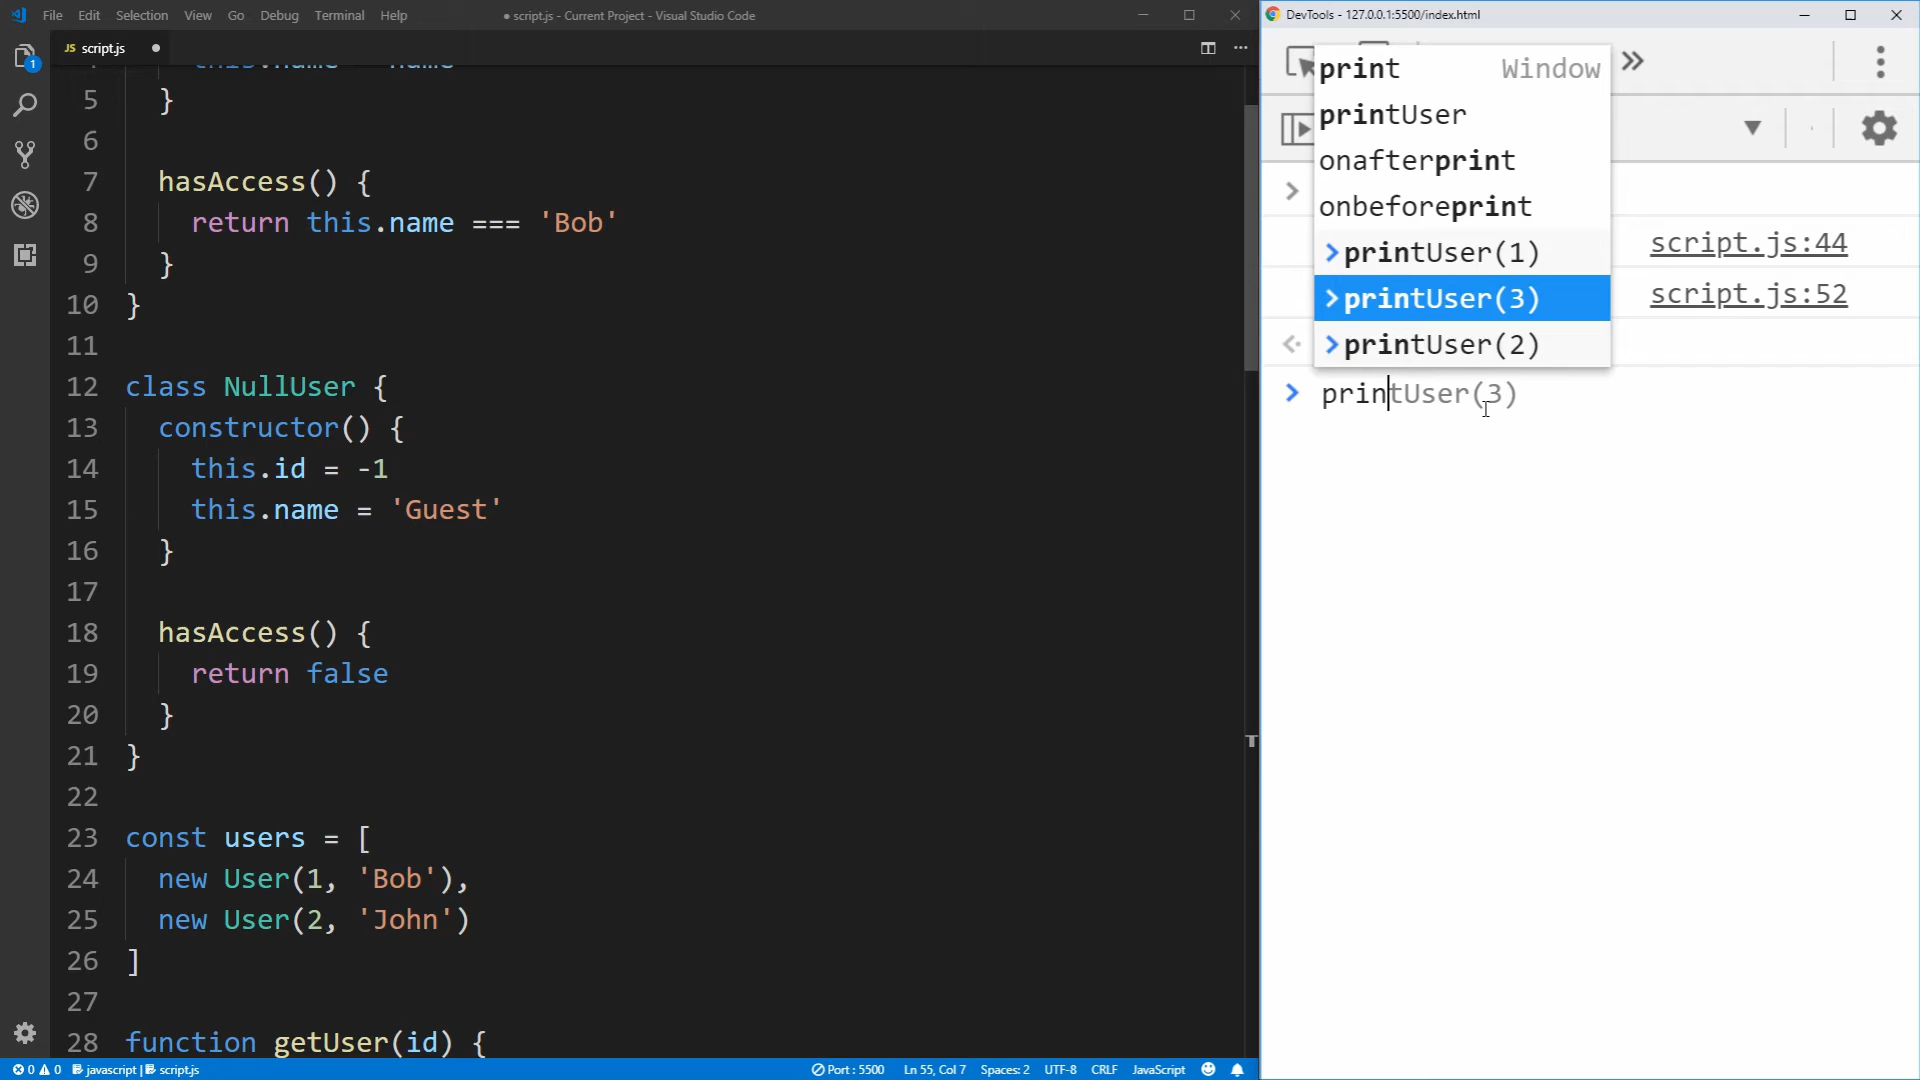 File Edit Selection View Go Debug Terminal Help
● script.js - Current Project - Visual Studio Code
JS script.js ●
5 }
6
7 hasAccess() {
8 return this.name === 'Bob'
9 }
10 }
11
12 class NullUser {
13 constructor() {
14 this.id = -1
15 this.name = 'Guest'
16 }
17
18 hasAccess() {
19 return false
20 }
21 }
22
23 const users = [
24 new User(1, 'Bob'),
25 new User(2, 'John')
26 ]
27
28 function getUser(id) {
1
0 0 javascript | script.js
Port : 5500 Ln 55, Col 7 Spaces: 2 UTF-8 CRLF JavaScript
DevTools - 127.0.0.1:5500/index.html
print Window
printUser
onafterprint
onbeforeprint
printUser(1)
script.js:44
printUser(3)
script.js:52
printUser(2)
printUser(3)